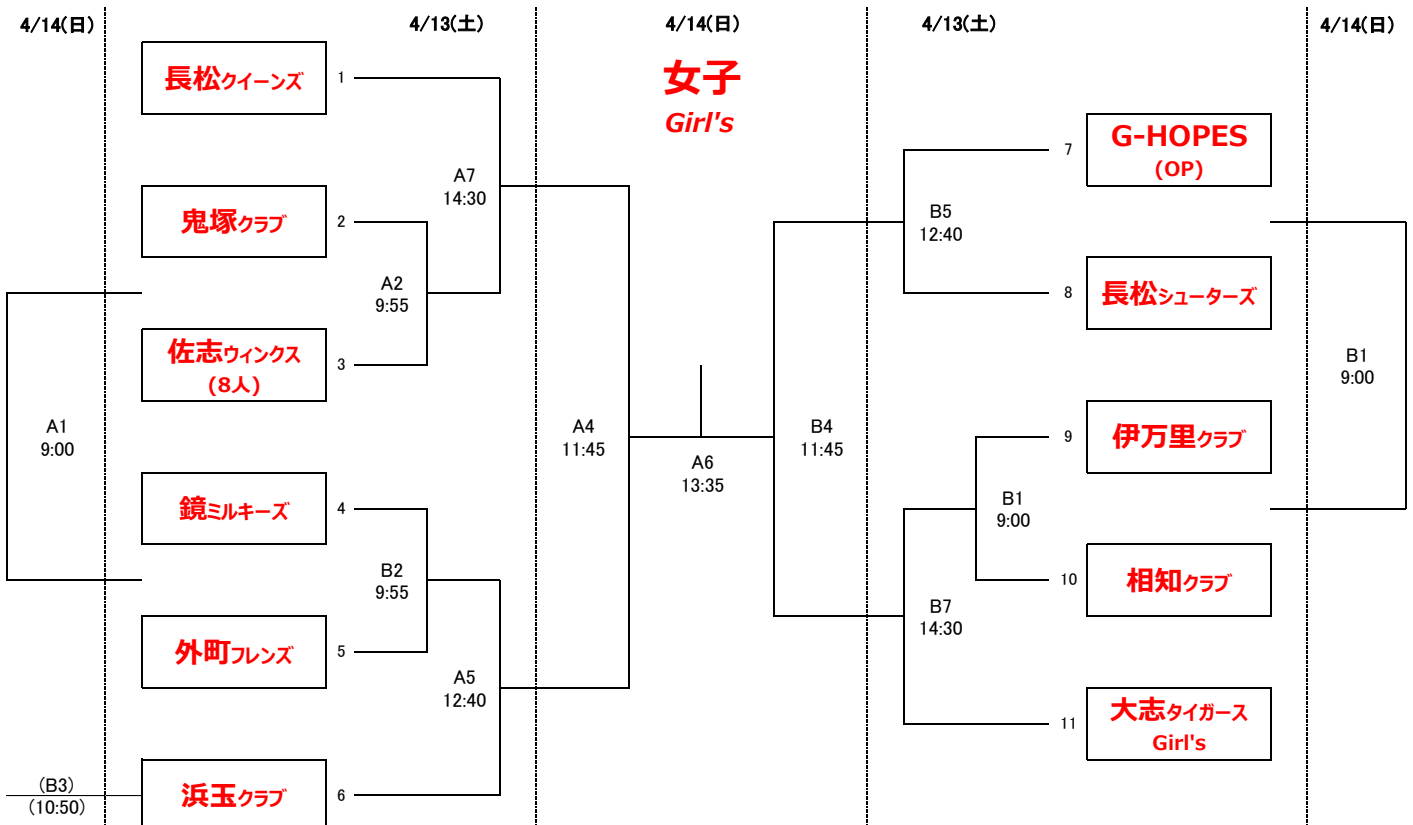 4/14(日)
4/13(土)
4/14(日)
4/13(土)
4/14(日)
女子
Girl's
長松クイーンズ
1
鬼塚クラブ
2
佐志ウィンクス
(8人)
3
鏡ミルキーズ
4
外町フレンズ
5
浜玉クラブ
6
A1
9:00
(B3)
(10:50)
A7
14:30
A2
9:55
B2
9:55
A5
12:40
A4
11:45
A6
13:35
B4
11:45
B5
12:40
B1
9:00
B7
14:30
7
G-HOPES
(OP)
8
長松シューターズ
9
伊万里クラブ
10
相知クラブ
11
大志タイガース
Girl's
B1
9:00